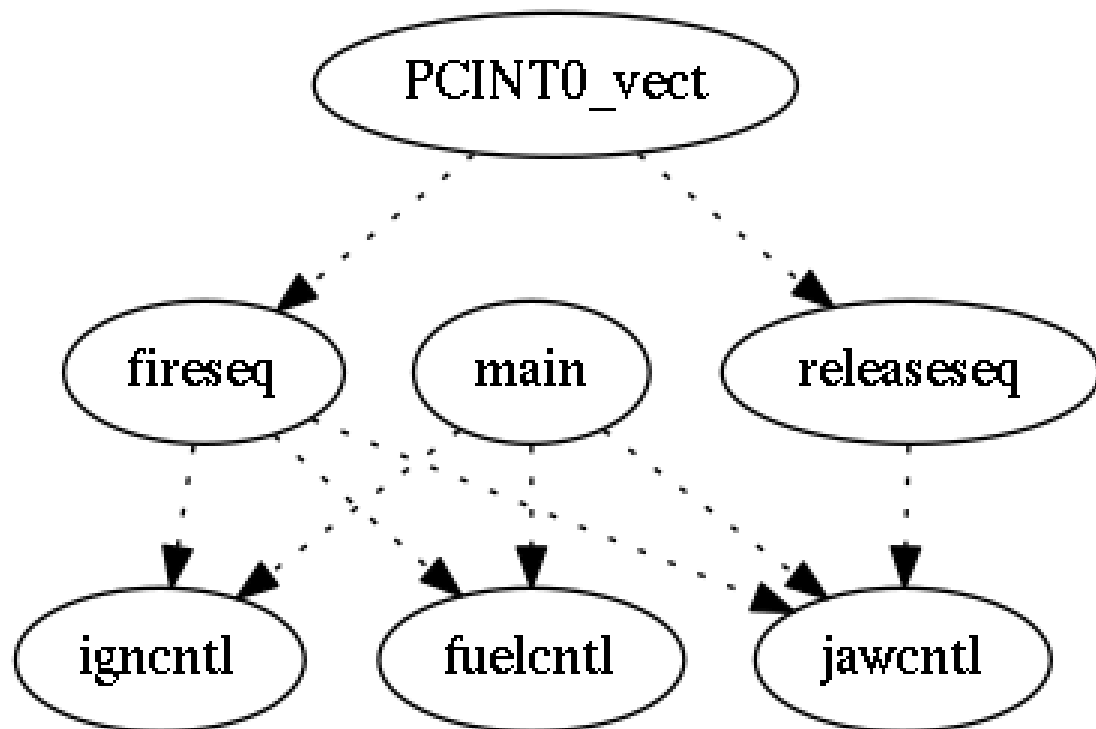 PCINT0_vect
fireseq
main
releaseseq
igncntl
fuelcntl
jawcntl